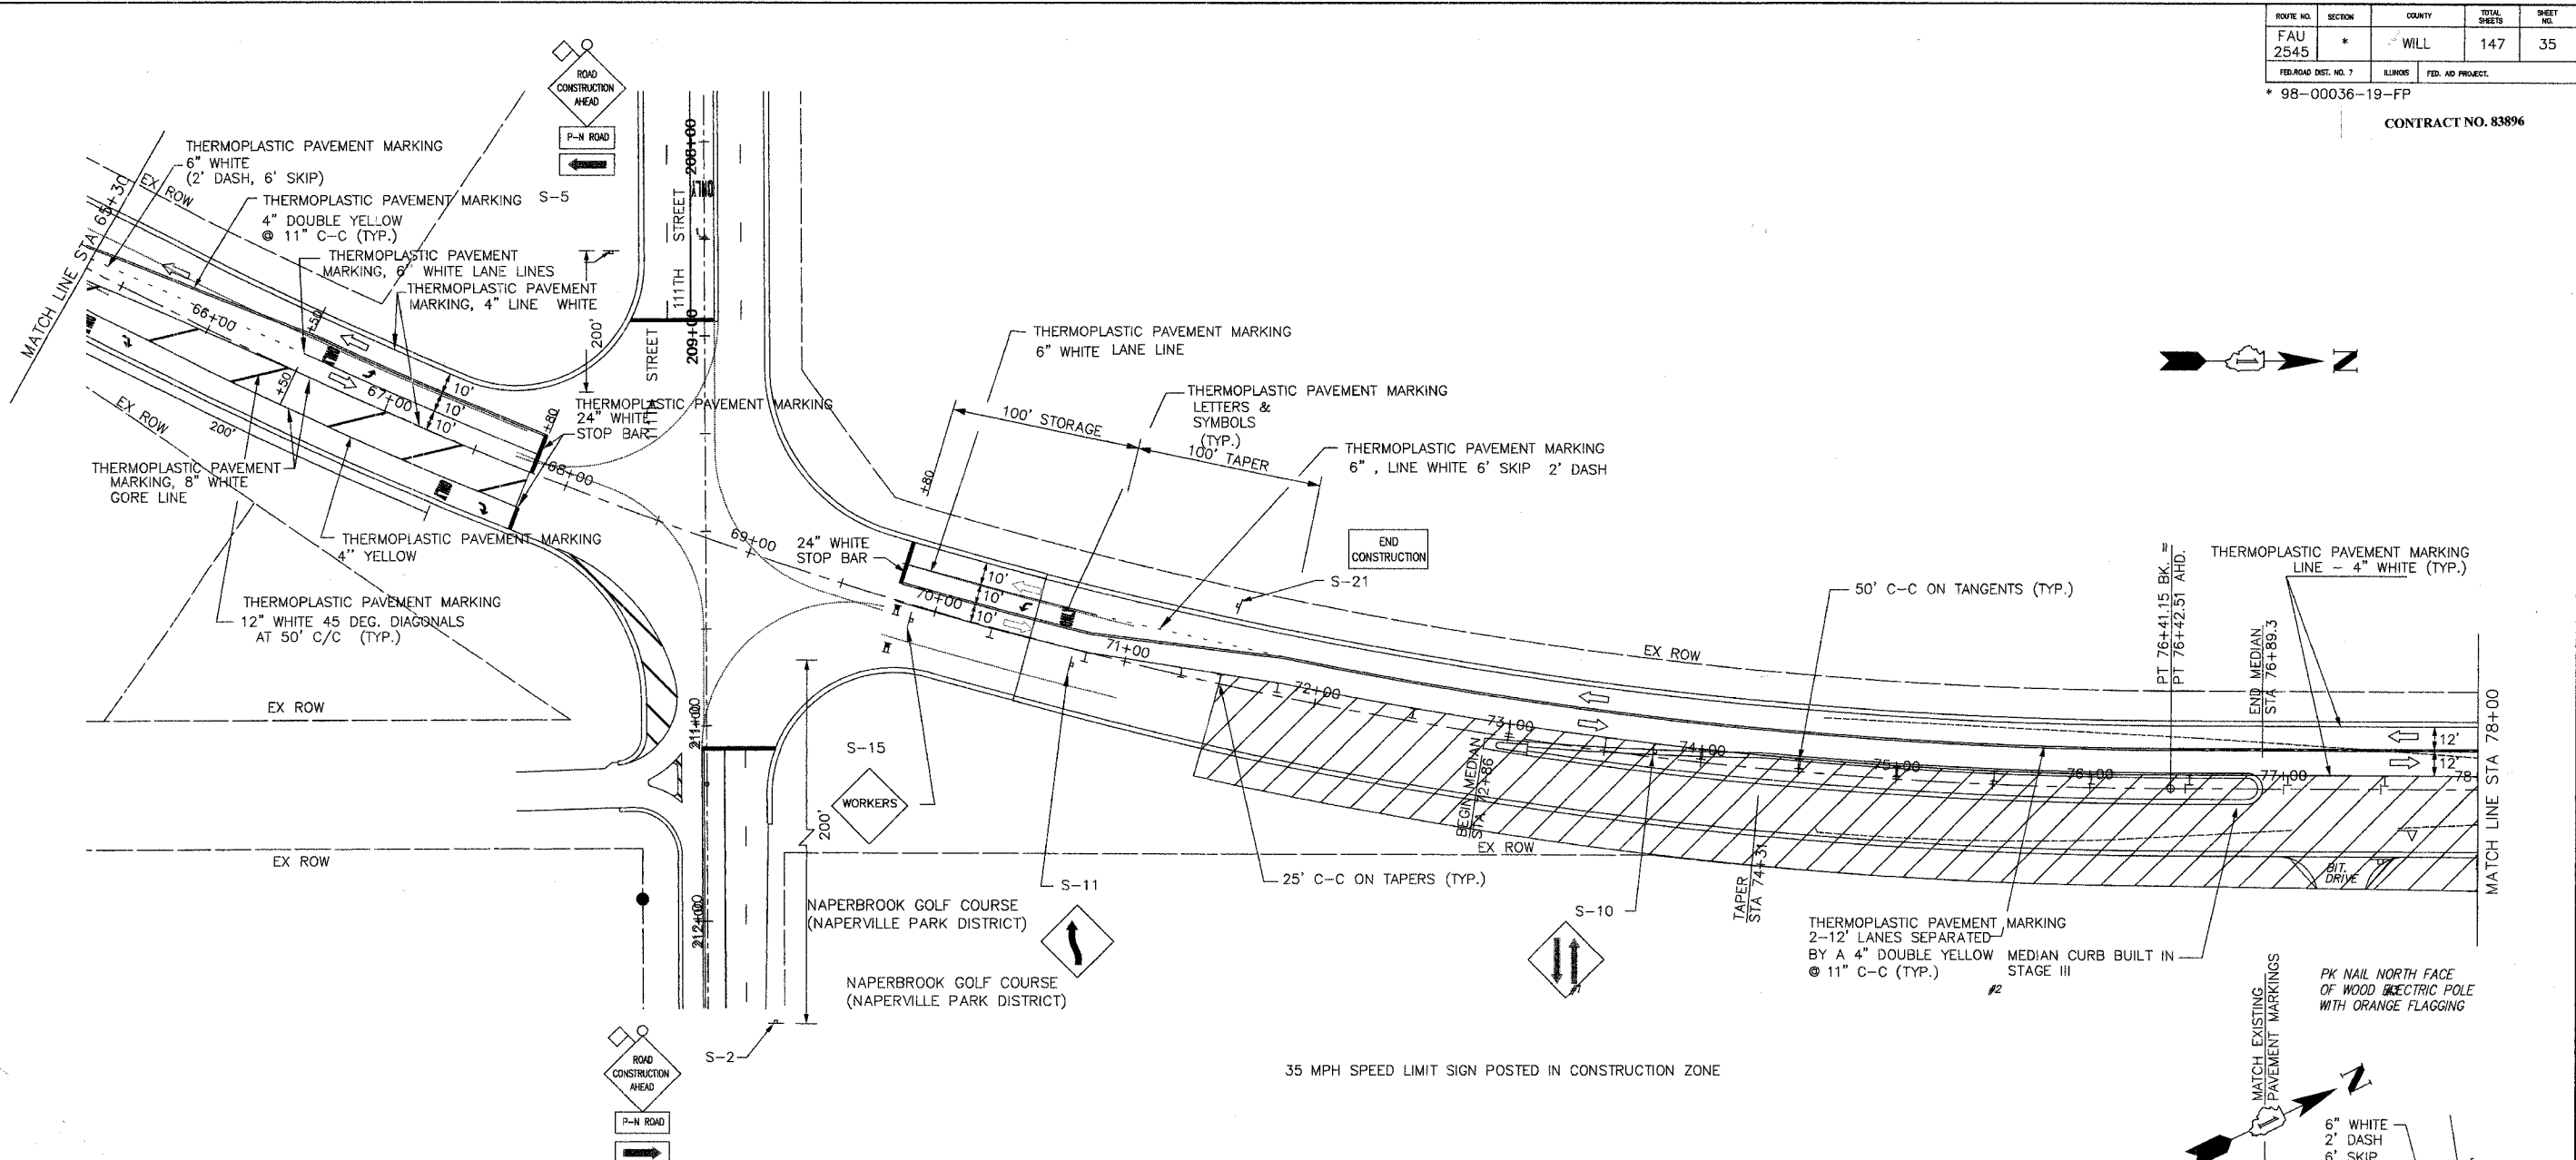 ROUTE NO. SECTION COUNTY TOTAL SHEETS SHEET NO.
FAU 2545 * WILL 147 35
FED.ROAD DIST. NO. 7 ILLINOIS FED. AID PROJECT.
* 98-00036-19-FP
CONTRACT NO. 83896
ROAD
CONSTRUCTION
AHEAD
P-N ROAD
S-5
THERMOPLASTIC PAVEMENT MARKING
6" WHITE
(2' DASH, 6' SKIP)
EX ROW
MATCH LINE STA 65+30
THERMOPLASTIC PAVEMENT MARKING
4" DOUBLE YELLOW
@ 11" C-C (TYP.)
THERMOPLASTIC PAVEMENT
MARKING, 6" WHITE LANE LINES
THERMOPLASTIC PAVEMENT
MARKING, 4" LINE WHITE
200'
111TH STREET
208+00
ONLY
209+00
111TH STREET
66+00
+50
+50
67+00
10'
10'
10'
+80
68+00
THERMOPLASTIC PAVEMENT MARKING
24" WHITE
STOP BAR
EX ROW
200'
THERMOPLASTIC PAVEMENT
MARKING, 8" WHITE
GORE LINE
THERMOPLASTIC PAVEMENT MARKING
4" YELLOW
THERMOPLASTIC PAVEMENT MARKING
12" WHITE 45 DEG. DIAGONALS
AT 50' C/C (TYP.)
EX ROW
EX ROW
69+00
24" WHITE
STOP BAR
THERMOPLASTIC PAVEMENT MARKING
6" WHITE LANE LINE
100' STORAGE
+80
THERMOPLASTIC PAVEMENT MARKING
LETTERS &
SYMBOLS
(TYP.)
100' TAPER
THERMOPLASTIC PAVEMENT MARKING
6" , LINE WHITE 6' SKIP 2' DASH
END
CONSTRUCTION
S-21
10'
10'
10'
70+00
71+00
72+00
73+00
74+00
75+00
76+00
77+00
78
211+00
212+00
S-15
WORKERS
200'
S-11
25' C-C ON TAPERS (TYP.)
NAPERBROOK GOLF COURSE
(NAPERVILLE PARK DISTRICT)
NAPERBROOK GOLF COURSE
(NAPERVILLE PARK DISTRICT)
S-2
ROAD
CONSTRUCTION
AHEAD
P-N ROAD
50' C-C ON TANGENTS (TYP.)
EX ROW
BEGIN MEDIAN
STA 72+86
EX ROW
TAPER
STA 74+31
S-10
#1
PT 76+41.15 BK. =
PT 76+42.51 AHD.
END MEDIAN
STA 76+89.3
THERMOPLASTIC PAVEMENT MARKING
LINE - 4" WHITE (TYP.)
12'
12'
MATCH LINE STA 78+00
BIT.
DRIVE
THERMOPLASTIC PAVEMENT MARKING
2-12' LANES SEPARATED
BY A 4" DOUBLE YELLOW
@ 11" C-C (TYP.)
MEDIAN CURB BUILT IN
STAGE III
#2
PK NAIL NORTH FACE
OF WOOD ELECTRIC POLE
WITH ORANGE FLAGGING
MATCH EXISTING
PAVEMENT MARKINGS
35 MPH SPEED LIMIT SIGN POSTED IN CONSTRUCTION ZONE
N
N
6" WHITE
2' DASH
6' SKIP